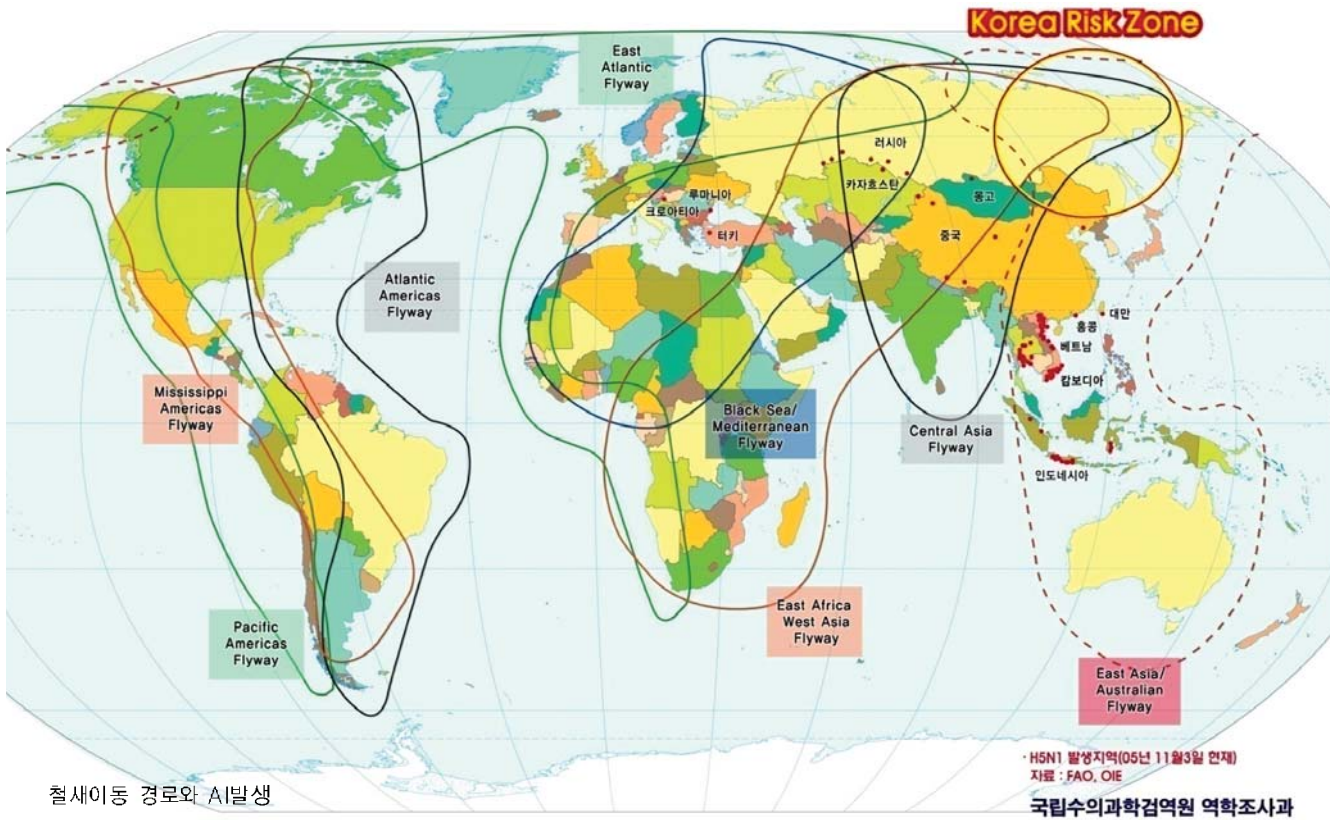 Korea Risk Zone
East
Atlantic
Flyway
러시아
카자흐스탄
몽고
루마니아
크로아티아
터키
중국
Atlantic
Americas
Flyway
대만
홍콩
베트남
캄보디아
Mississippi
Americas
Flyway
Black Sea/
Mediterranean
Flyway
Central Asia
Flyway
인도네시아
East Africa
West Asia
Flyway
Pacific
Americas
Flyway
East Asia/
Australian
Flyway
· H5N1 발생지역(05년 11월3일 현재)
자료 : FAO, OIE
철새이동 경로와 AI발생
국립수의과학검역원 역학조사과